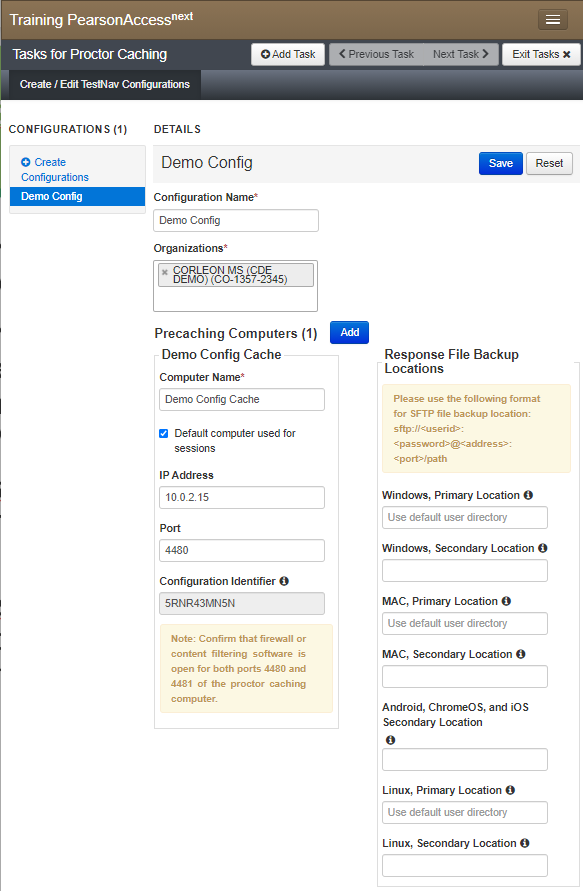 Training PearsonAccessnext
Tasks for Proctor Caching
Add Task
Previous Task
Next Task
Exit Tasks ×
Create / Edit TestNav Configurations
CONFIGURATIONS (1)
Create
Configurations
Demo Config
DETAILS
Demo Config
Save
Reset
Configuration Name*
Demo Config
Organizations*
× CORLEON MS (CDE
DEMO) (CO-1357-2345)
Precaching Computers (1)
Add
Demo Config Cache
Computer Name*
Demo Config Cache
Default computer used for
sessions
IP Address
10.0.2.15
Port
4480
Configuration Identifier
5RNR43MN5N
Note: Confirm that firewall or
content filtering software is
open for both ports 4480 and
4481 of the proctor caching
computer.
Response File Backup
Locations
Please use the following format
for SFTP file backup location:
sftp://<userid>:
<password>@<address>:
<port>/path
Windows, Primary Location
Use default user directory
Windows, Secondary Location
MAC, Primary Location
Use default user directory
MAC, Secondary Location
Android, ChromeOS, and iOS
Secondary Location
Linux, Primary Location
Use default user directory
Linux, Secondary Location